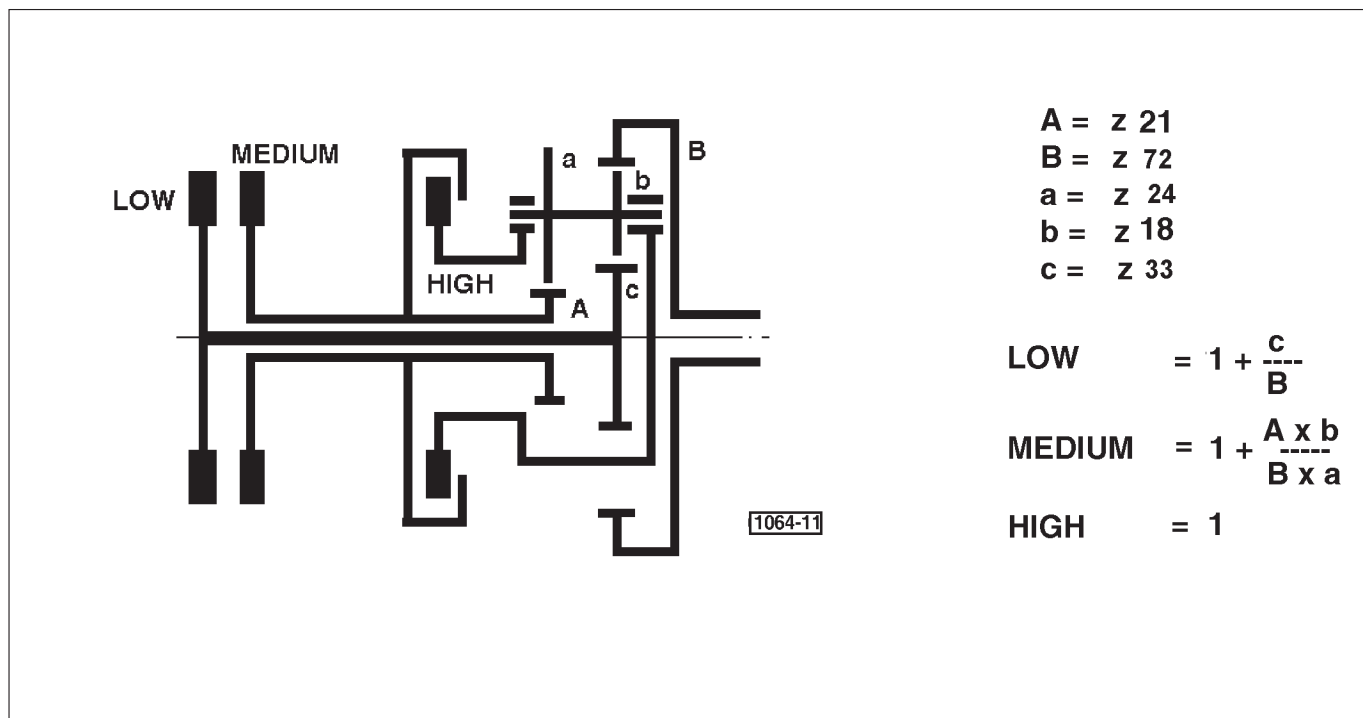 LOW
MEDIUM
HIGH
a
B
b
c
A
1064-11
A = z 21
B = z 72
a = z 24
b = z 18
c = z 33
LOW = 1 + c
----
B
MEDIUM = 1 + A x b
-----
B x a
HIGH = 1